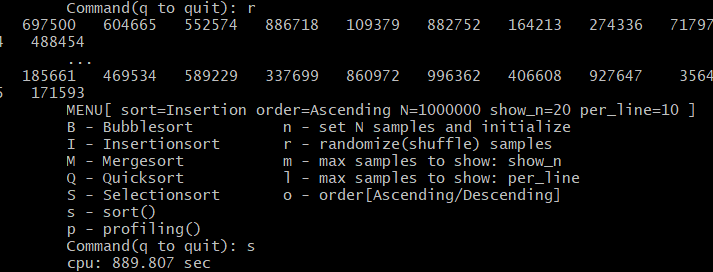 Command(q to quit): r
697500 604665 552574 886718 109379 882752 164213 274336 71797
4 488454
...
185661 469534 589229 337699 860972 996362 406608 927647 3564
5 171593
MENU[ sort=Insertion order=Ascending N=1000000 show_n=20 per_line=10 ]
B - Bubblesort n - set N samples and initialize
I - Insertionsort r - randomize(shuffle) samples
M - Mergesort m - max samples to show: show_n
Q - Quicksort l - max samples to show: per_line
S - Selectionsort o - order[Ascending/Descending]
s - sort()
p - profiling()
Command(q to quit): s
cpu: 889.807 sec